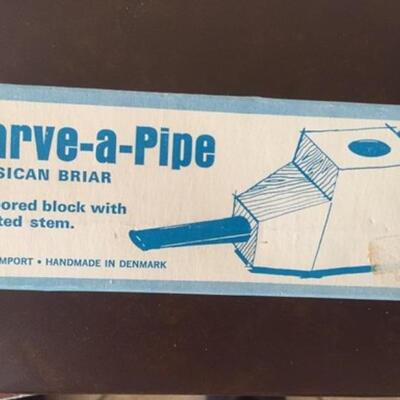 arve-a-Pipe
SICAN BRIAR
ored block with
ted stem.
MPORT • HANDMADE IN DENMARK